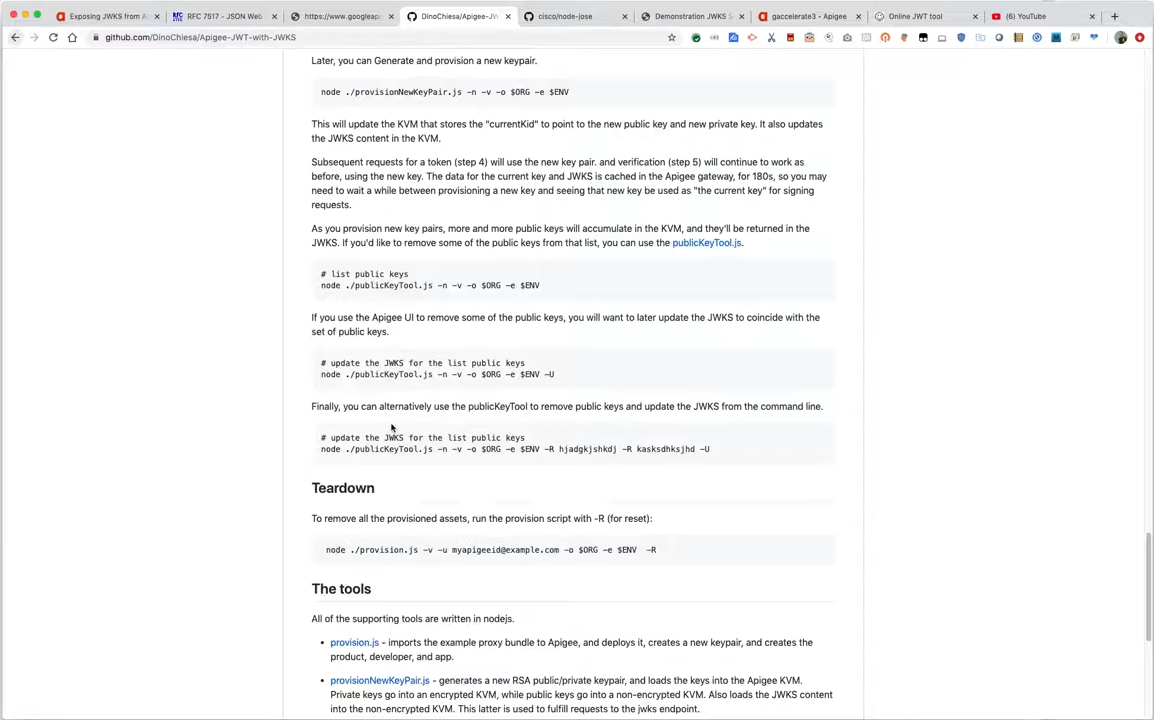 Exposing JWKS from A
RFC 7517 - JSON Web
https://www.googleap
DinoChiesa/Apigee-JV
cisco/node-jose
Demonstration JWKS S
gaccelerate3 - Apigee
Online JWT tool
(6) YouTube
github.com/DinoChiesa/Apigee-JWT-with-JWKS
Later, you can Generate and provision a new keypair.
node ./provisionNewKeyPair.js -n -v -o $ORG -e $ENV
This will update the KVM that stores the "currentKid" to point to the new public key and new private key. It also updates
the JWKS content in the KVM.
Subsequent requests for a token (step 4) will use the new key pair. and verification (step 5) will continue to work as
before, using the new key. The data for the current key and JWKS is cached in the Apigee gateway, for 180s, so you may
need to wait a while between provisioning a new key and seeing that new key be used as "the current key" for signing
requests.
As you provision new key pairs, more and more public keys will accumulate in the KVM, and they'll be returned in the
JWKS. If you'd like to remove some of the public keys from that list, you can use the publicKeyTool.js.
# list public keys
node ./publicKeyTool.js -n -v -o $ORG -e $ENV
If you use the Apigee UI to remove some of the public keys, you will want to later update the JWKS to coincide with the
set of public keys.
# update the JWKS for the list public keys
node ./publicKeyTool.js -n -v -o $ORG -e $ENV -U
Finally, you can alternatively use the publicKeyTool to remove public keys and update the JWKS from the command line.
# update the JWKS for the list public keys
node ./publicKeyTool.js -n -v -o $ORG -e $ENV -R hjadgkjshkdj -R kasksdhksjhd -U
Teardown
To remove all the provisioned assets, run the provision script with -R (for reset):
node ./provision.js -v -u myapigeeid@example.com -o $ORG -e $ENV  -R
The tools
All of the supporting tools are written in nodejs.
• provision.js - imports the example proxy bundle to Apigee, and deploys it, creates a new keypair, and creates the
product, developer, and app.
• provisionNewKeyPair.js - generates a new RSA public/private keypair, and loads the keys into the Apigee KVM.
Private keys go into an encrypted KVM, while public keys go into a non-encrypted KVM. Also loads the JWKS content
into the non-encrypted KVM. This latter is used to fulfill requests to the jwks endpoint.